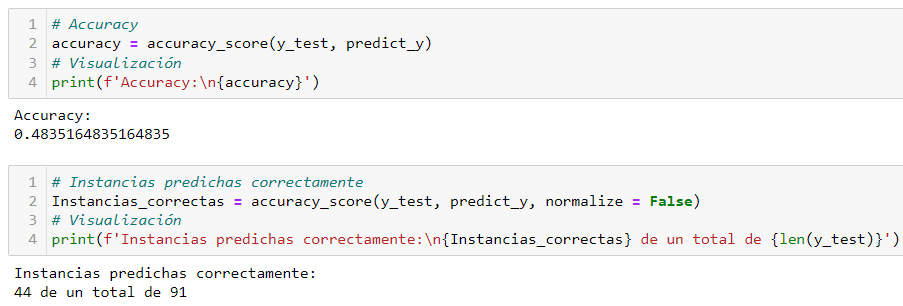 1 # Accuracy
2 accuracy = accuracy_score(y_test, predict_y)
3 # Visualización
4 print(f'Accuracy:\n{accuracy}')
Accuracy:
0.4835164835164835
1 # Instancias predichas correctamente
2 Instancias_correctas = accuracy_score(y_test, predict_y, normalize = False)
3 # Visualización
4 print(f'Instancias predichas correctamente:\n{Instancias_correctas} de un total de {len(y_test)}')
Instancias predichas correctamente:
44 de un total de 91